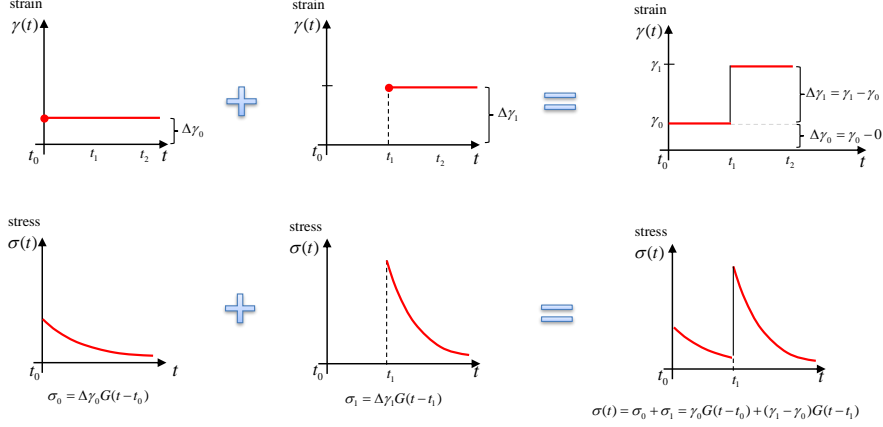 strain
γ(t)
Δγ₀
t₀
t₁
t₂
t
+
strain
γ(t)
Δγ₁
t₀
t₁
t₂
t
=
strain
γ(t)
γ₁
γ₀
Δγ₁ = γ₁ − γ₀
Δγ₀ = γ₀ − 0
t₀
t₁
t₂
t
stress
σ(t)
t₀
t
σ₀ = Δγ₀G(t−t₀)
+
stress
σ(t)
t₀
t₁
t
σ₁ = Δγ₁G(t−t₁)
=
stress
σ(t)
t₀
t₁
t
σ(t) = σ₀ + σ₁ = γ₀G(t−t₀) + (γ₁−γ₀)G(t−t₁)